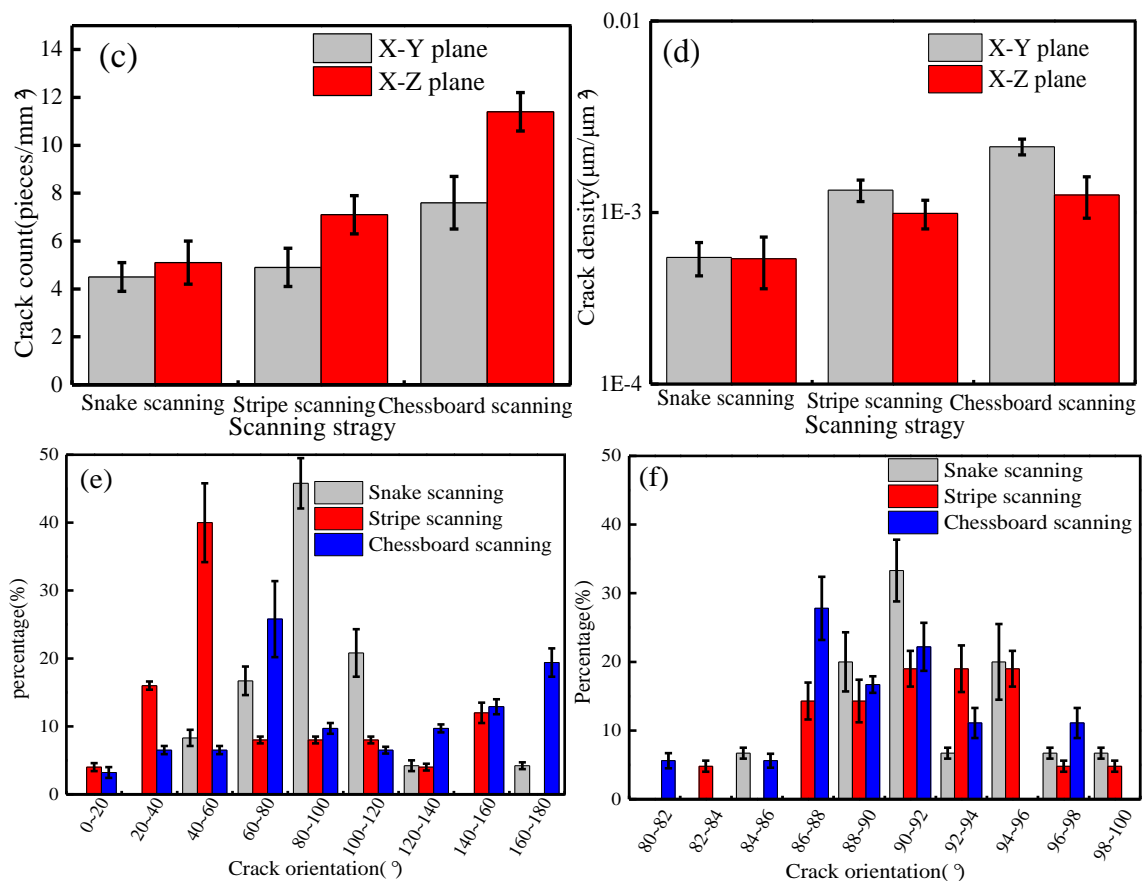 (c)
X-Y plane
X-Z plane
Crack count(pieces/mm²)
14
12
10
8
6
4
2
0
Snake scanning
Stripe scanning
Chessboard scanning
Scanning stragy
(d)
X-Y plane
X-Z plane
Crack density(μm/μm²)
0.01
1E-3
1E-4
Snake scanning
Stripe scanning
Chessboard scanning
Scanning stragy
(e)
Snake scanning
Stripe scanning
Chessboard scanning
percentage(%)
50
40
30
20
10
0
0~20
20~40
40~60
60~80
80~100
100~120
120~140
140~160
160~180
Crack orientation(°)
(f)
Snake scanning
Stripe scanning
Chessboard scanning
Percentage(%)
50
40
30
20
10
0
80~82
82~84
84~86
86~88
88~90
90~92
92~94
94~96
96~98
98~100
Crack orientation(°)